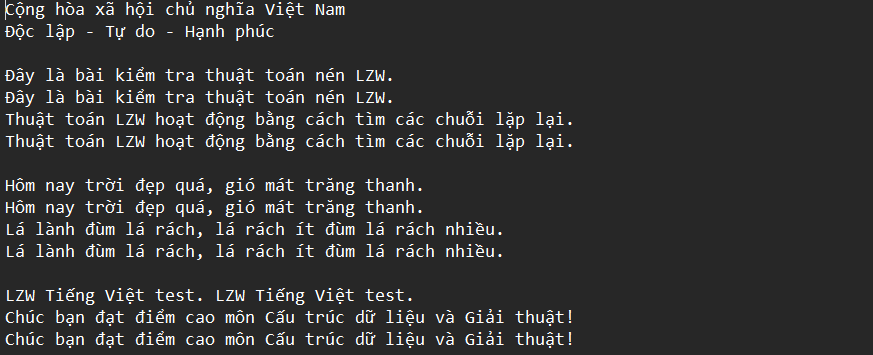 Cộng hòa xã hội chủ nghĩa Việt Nam
Độc lập - Tự do - Hạnh phúc

Đây là bài kiểm tra thuật toán nén LZW.
Đây là bài kiểm tra thuật toán nén LZW.
Thuật toán LZW hoạt động bằng cách tìm các chuỗi lặp lại.
Thuật toán LZW hoạt động bằng cách tìm các chuỗi lặp lại.

Hôm nay trời đẹp quá, gió mát trăng thanh.
Hôm nay trời đẹp quá, gió mát trăng thanh.
Lá lành đùm lá rách, lá rách ít đùm lá rách nhiều.
Lá lành đùm lá rách, lá rách ít đùm lá rách nhiều.

LZW Tiếng Việt test. LZW Tiếng Việt test.
Chúc bạn đạt điểm cao môn Cấu trúc dữ liệu và Giải thuật!
Chúc bạn đạt điểm cao môn Cấu trúc dữ liệu và Giải thuật!